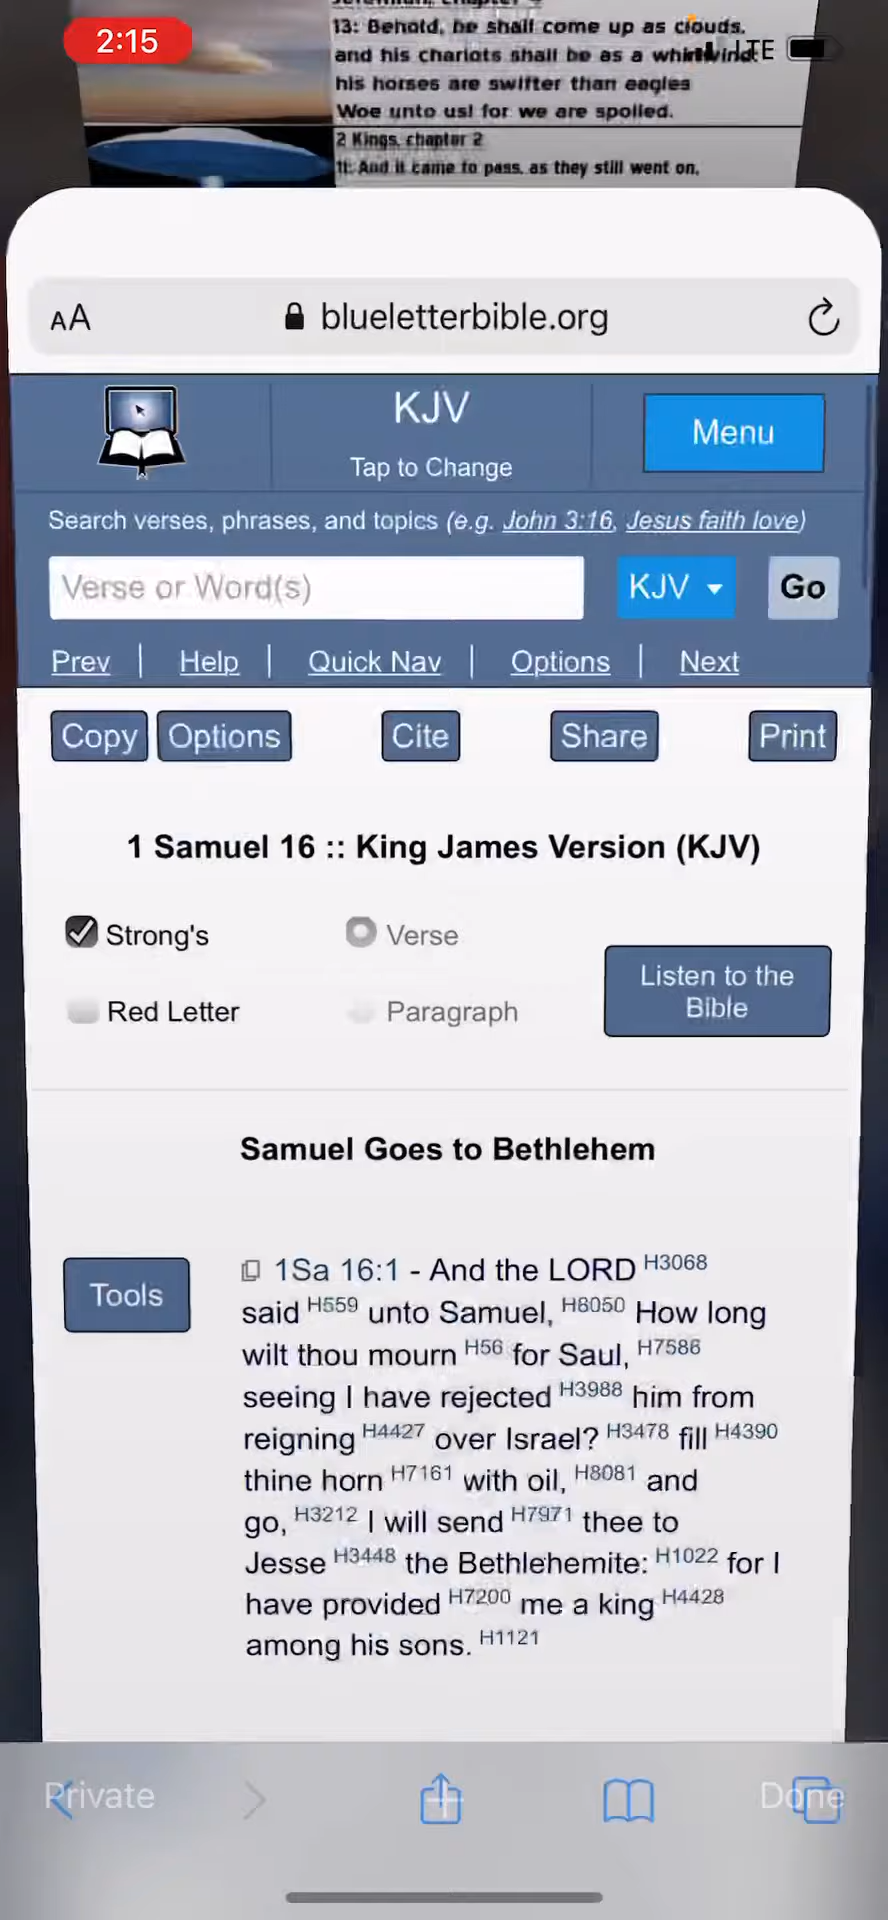 2:15
13: Behold, he shall come up as clouds,
and his chariots shall be as a whirlwind:
LTE
his horses are swifter than eagles
Woe unto us! for we are spoiled.
2 Kings, chapter 2
11: And it came to pass, as they still went on,
AA blueletterbible.org
KJV
Tap to Change
Menu
Search verses, phrases, and topics (e.g. John 3:16, Jesus faith love)
Verse or Word(s) KJV Go
Prev | Help | Quick Nav | Options | Next
Copy Options Cite Share Print
1 Samuel 16 :: King James Version (KJV)
Strong's Verse
Listen to the
Bible
Red Letter Paragraph
Samuel Goes to Bethlehem
Tools
1Sa 16:1 - And the LORD H3068
said H559 unto Samuel, H8050 How long
wilt thou mourn H56 for Saul, H7586
seeing I have rejected H3988 him from
reigning H4427 over Israel? H3478 fill H4390
thine horn H7161 with oil, H8081 and
go, H3212 I will send H7971 thee to
Jesse H3448 the Bethlehemite: H1022 for I
have provided H7200 me a king H4428
among his sons. H1121
Private Done